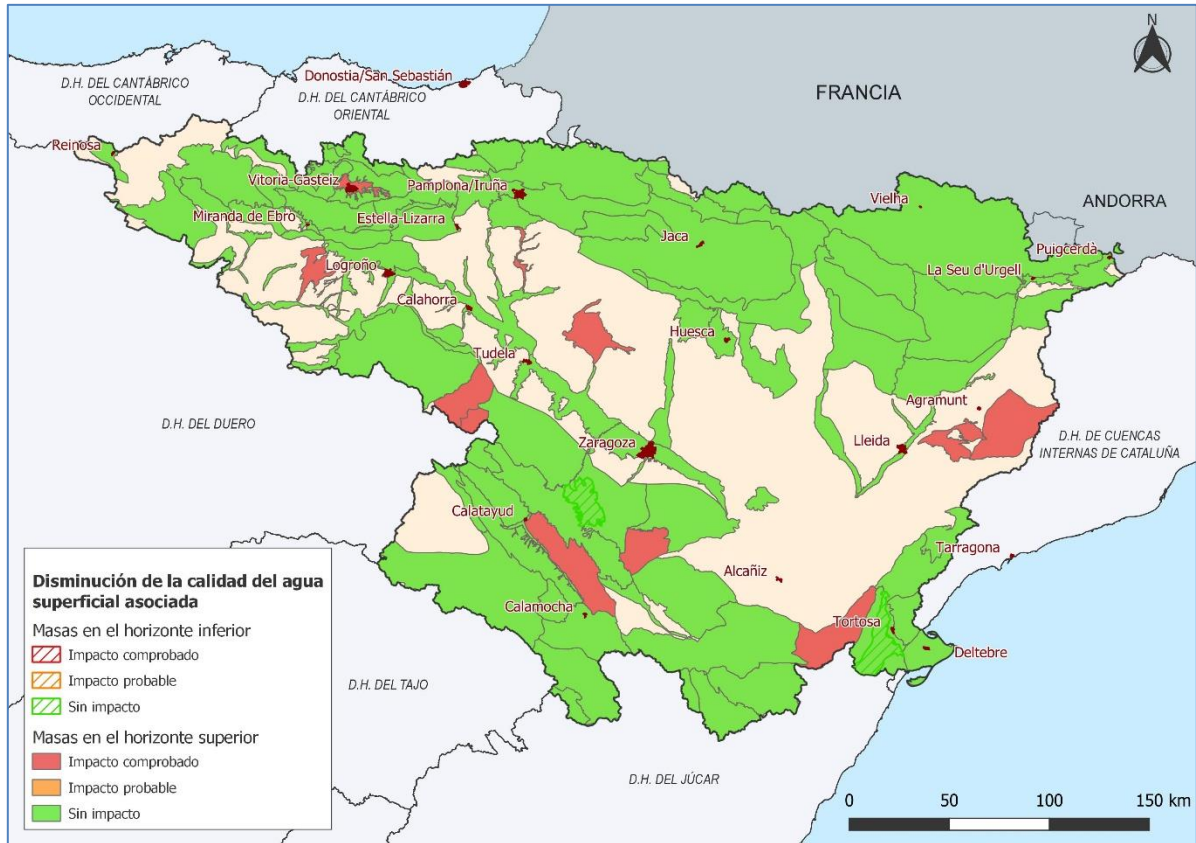 N
D.H. DEL CANTÁBRICO
OCCIDENTAL
Donostia/San Sebastián
D.H. DEL CANTÁBRICO
ORIENTAL
FRANCIA
Reinosa
Vitoria-Gasteiz
Pamplona/Iruña
Vielha
ANDORRA
Miranda de Ebro
Estella-Lizarra
Jaca
Puigcerdà
La Seu d'Urgell
Logroño
Calahorra
Huesca
Tudela
Agramunt
D.H. DEL DUERO
Zaragoza
Lleida
D.H. DE CUENCAS
INTERNAS DE CATALUÑA
Calatayud
Tarragona
Alcañiz
Calamocha
Tortosa
Deltebre
D.H. DEL TAJO
D.H. DEL JÚCAR
Disminución de la calidad del agua
superficial asociada
Masas en el horizonte inferior
Impacto comprobado
Impacto probable
Sin impacto
Masas en el horizonte superior
Impacto comprobado
Impacto probable
Sin impacto
0 50 100 150 km